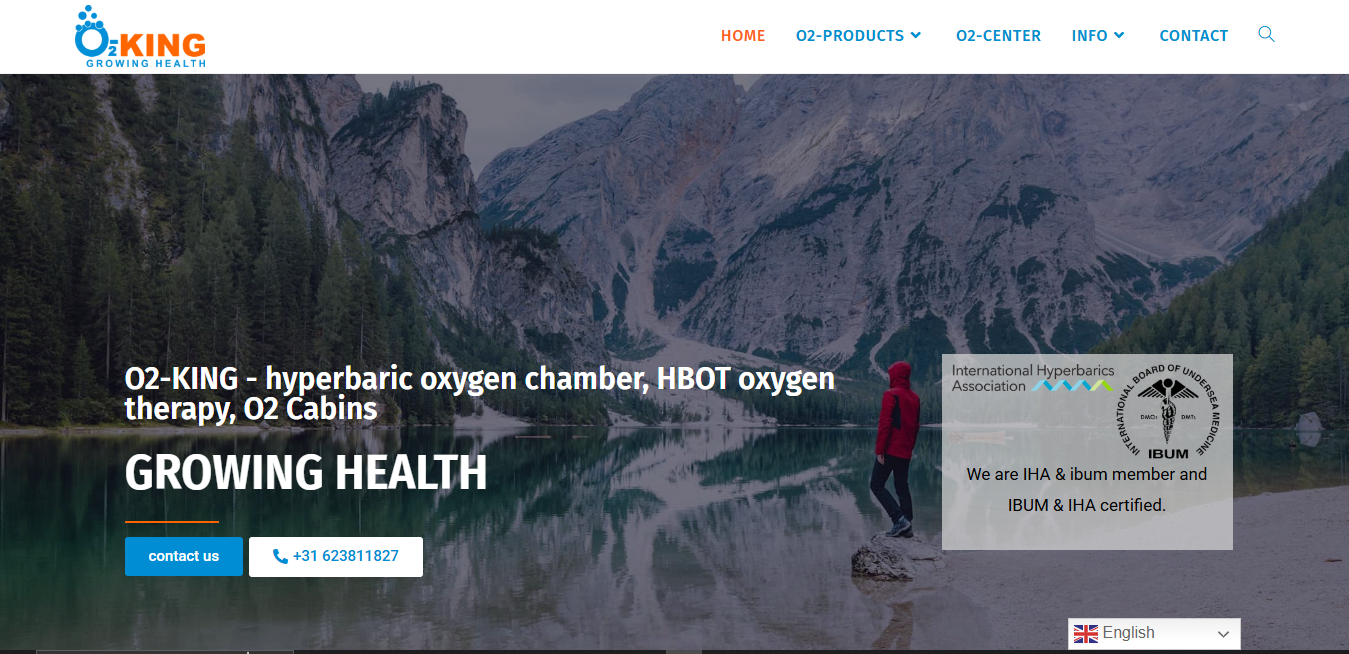 O2KING
GROWING HEALTH
HOME
O2-PRODUCTS
O2-CENTER
INFO
CONTACT
O2-KING - hyperbaric oxygen chamber, HBOT oxygen
therapy, O2 Cabins
GROWING HEALTH
contact us
+31 623811827
International Hyperbarics
Association
INTERNATIONAL BOARD OF UNDERSEA MEDICINE
DMOs DMTs
IBUM
We are IHA & ibum member and
IBUM & IHA certified.
English